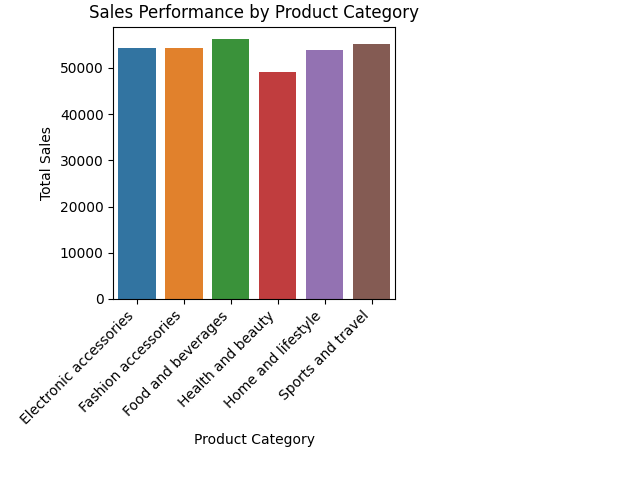 Sales Performance by Product Category
Total Sales
50000
40000
30000
20000
10000
0
Electronic accessories
Fashion accessories
Food and beverages
Health and beauty
Home and lifestyle
Sports and travel
Product Category